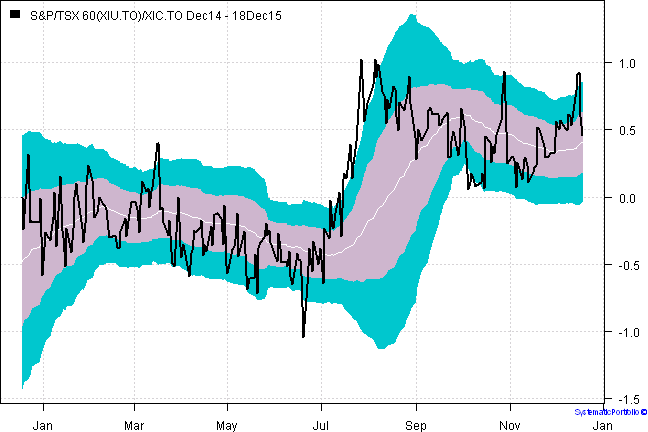 S&P/TSX 60(XIU.TO)/XIC.TO Dec14 - 18Dec15
1.0
0.5
0.0
-0.5
-1.0
-1.5
SystematicPortfolio ©
Jan
Mar
May
Jul
Sep
Nov
Jan